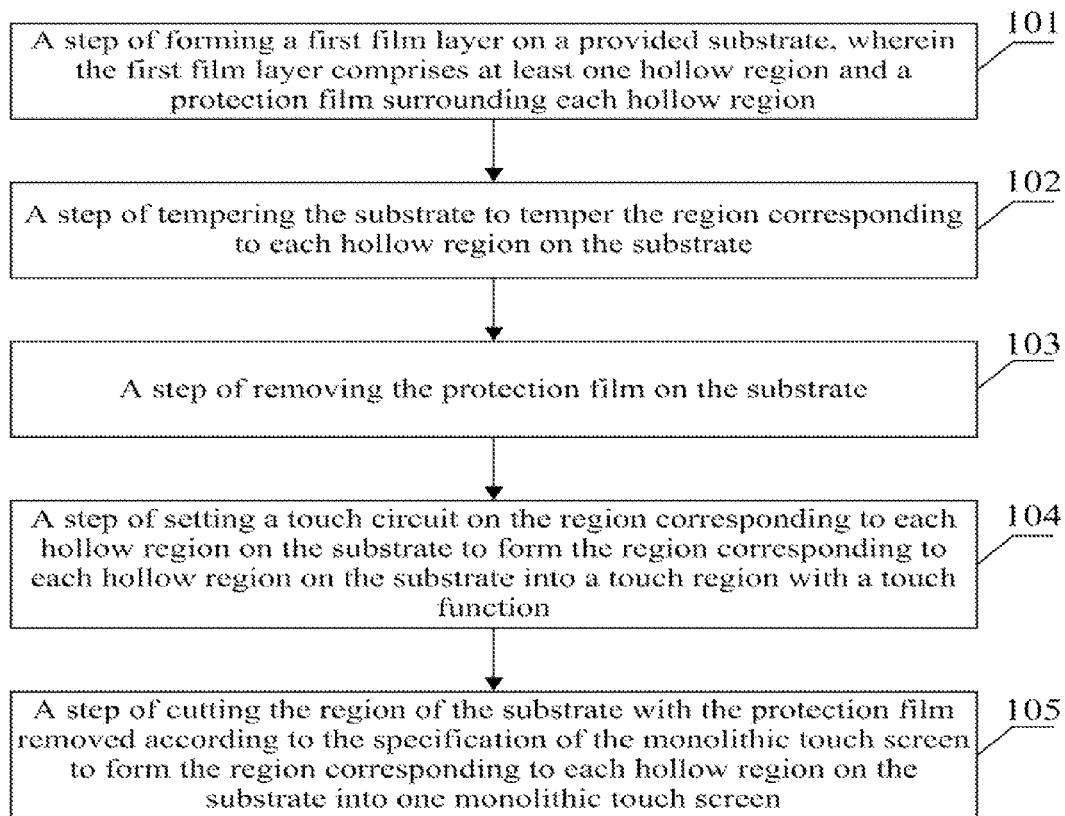 101
A step of forming a first film layer on a provided substrate, wherein
the first film layer comprises at least one hollow region and a
protection film surrounding each hollow region
102
A step of tempering the substrate to temper the region corresponding
to each hollow region on the substrate
103
A step of removing the protection film on the substrate
104
A step of setting a touch circuit on the region corresponding to each
hollow region on the substrate to form the region corresponding to
each hollow region on the substrate into a touch region with a touch
function
105
A step of cutting the region of the substrate with the protection film
removed according to the specification of the monolithic touch screen
to form the region corresponding to each hollow region on the
substrate into one monolithic touch screen